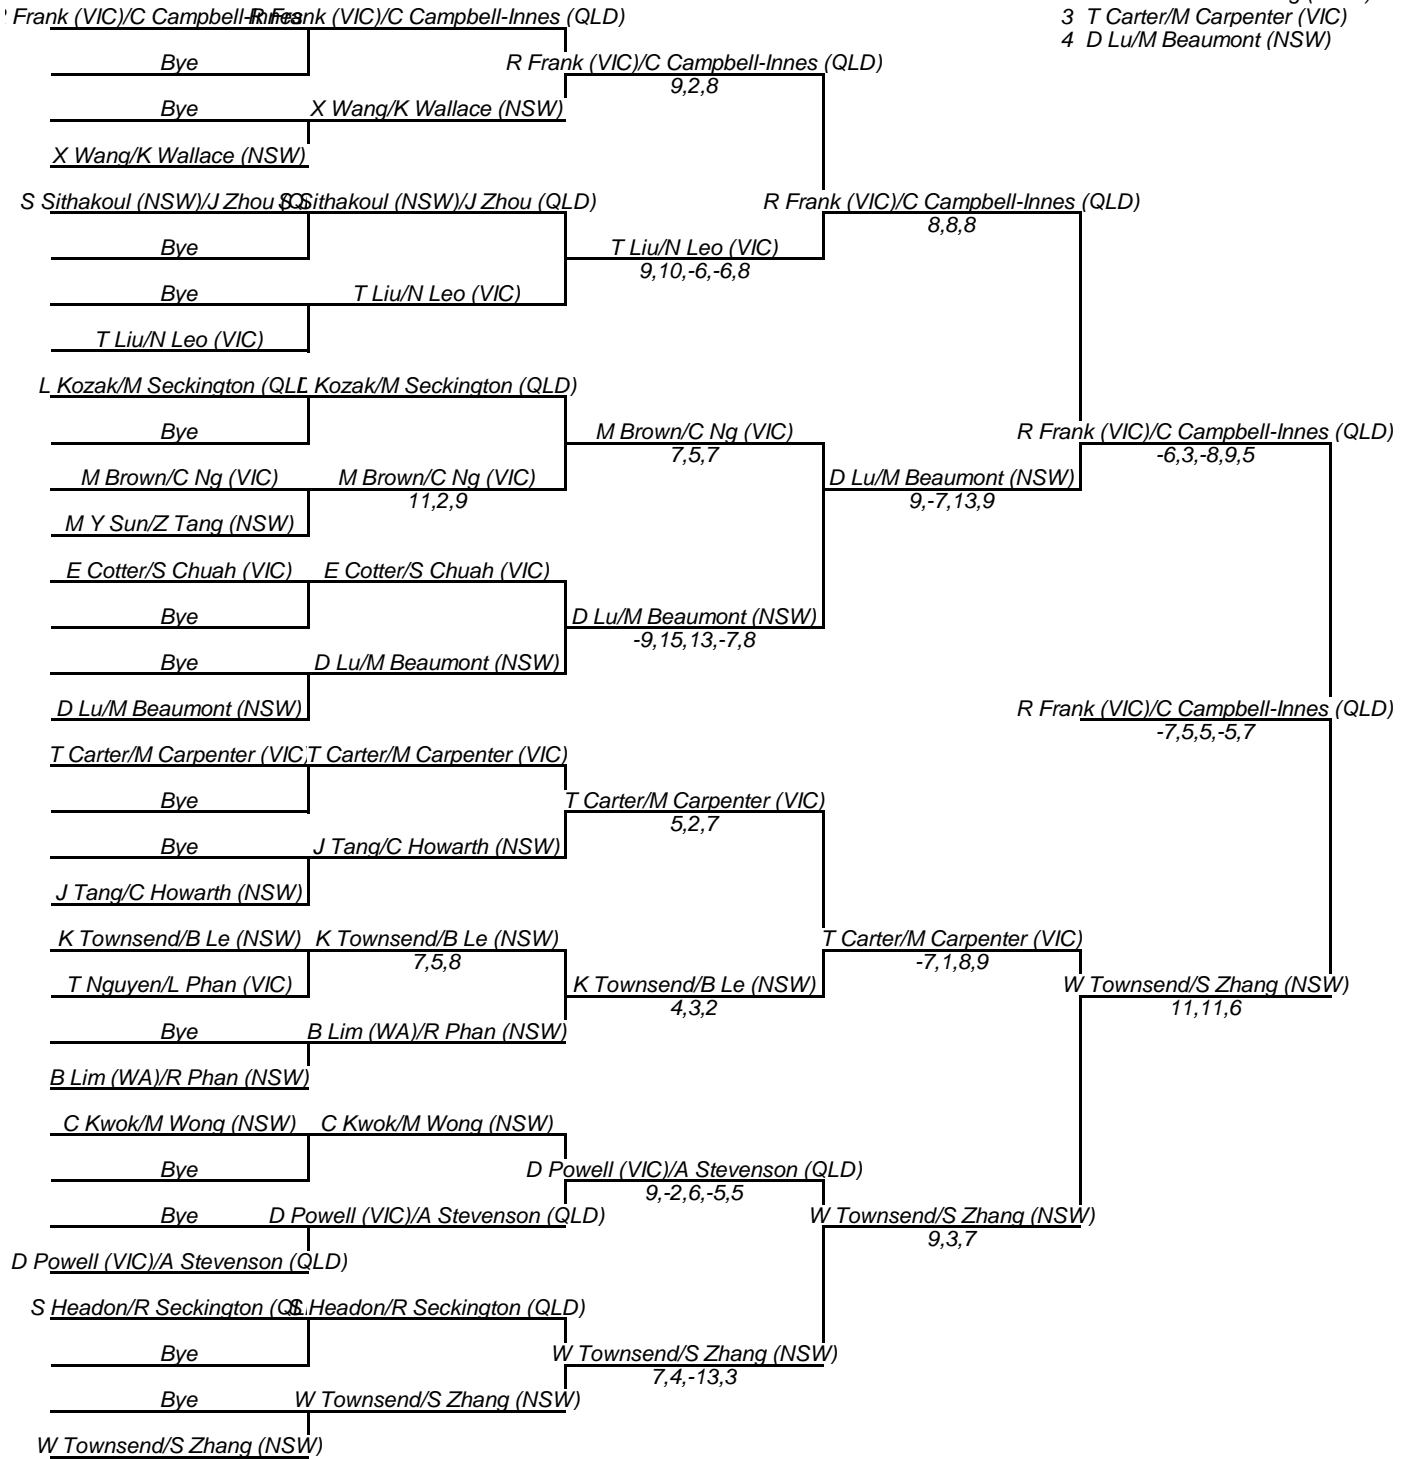 R Frank (VIC)/C Campbell-Innes (QLD)
3 T Carter/M Carpenter (VIC)
4 D Lu/M Beaumont (NSW)
Bye
R Frank (VIC)/C Campbell-Innes (QLD)
9,2,8
Bye
X Wang/K Wallace (NSW)
X Wang/K Wallace (NSW)
S Sithakoul (NSW)/J Zhou
S Sithakoul (NSW)/J Zhou (QLD)
R Frank (VIC)/C Campbell-Innes (QLD)
8,8,8
Bye
T Liu/N Leo (VIC)
9,10,-6,-6,8
Bye
T Liu/N Leo (VIC)
T Liu/N Leo (VIC)
L Kozak/M Seckington
L Kozak/M Seckington (QLD)
Bye
M Brown/C Ng (VIC)
7,5,7
R Frank (VIC)/C Campbell-Innes (QLD)
-6,3,-8,9,5
M Brown/C Ng (VIC)
M Brown/C Ng (VIC)
11,2,9
D Lu/M Beaumont (NSW)
9,-7,13,9
M Y Sun/Z Tang (NSW)
E Cotter/S Chuah (VIC)
E Cotter/S Chuah (VIC)
Bye
D Lu/M Beaumont (NSW)
-9,15,13,-7,8
Bye
D Lu/M Beaumont (NSW)
D Lu/M Beaumont (NSW)
R Frank (VIC)/C Campbell-Innes (QLD)
-7,5,5,-5,7
T Carter/M Carpenter (VIC)
T Carter/M Carpenter (VIC)
Bye
T Carter/M Carpenter (VIC)
5,2,7
Bye
J Tang/C Howarth (NSW)
J Tang/C Howarth (NSW)
K Townsend/B Le (NSW)
K Townsend/B Le (NSW)
7,5,8
T Carter/M Carpenter (VIC)
-7,1,8,9
T Nguyen/L Phan (VIC)
K Townsend/B Le (NSW)
4,3,2
W Townsend/S Zhang (NSW)
11,11,6
Bye
B Lim (WA)/R Phan (NSW)
B Lim (WA)/R Phan (NSW)
C Kwok/M Wong (NSW)
C Kwok/M Wong (NSW)
Bye
D Powell (VIC)/A Stevenson (QLD)
9,-2,6,-5,5
Bye
D Powell (VIC)/A Stevenson (QLD)
W Townsend/S Zhang (NSW)
9,3,7
D Powell (VIC)/A Stevenson (QLD)
S Headon/R Seckington
S Headon/R Seckington (QLD)
Bye
W Townsend/S Zhang (NSW)
7,4,-13,3
Bye
W Townsend/S Zhang (NSW)
W Townsend/S Zhang (NSW)